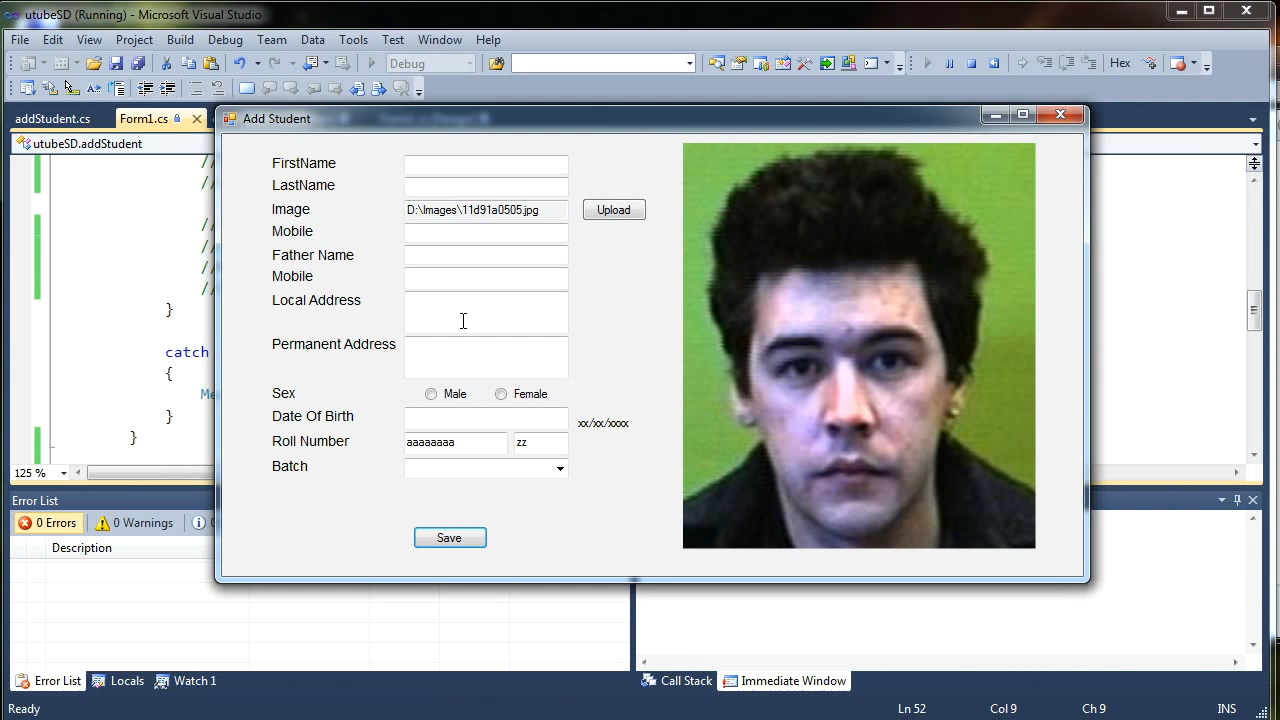 utubeSD (Running) - Microsoft Visual Studio
File Edit View Project Build Debug Team Data Tools Test Window Help
Debug
Hex
addStudent.cs Form1.cs
utubeSD.addStudent
Add Student
FirstName
LastName
Image D:\Images\11d91a0505.jpg Upload
Mobile
Father Name
Mobile
Local Address
Permanent Address
Sex Male Female
Date Of Birth xx/xx/xxxx
Roll Number aaaaaaaa zz
Batch
Save
//
//
//
//
//
//
}
catch
{
Me
}
}
125 %
Error List
0 Errors 0 Warnings 0
Description
Error List Locals Watch 1 Call Stack Immediate Window
Ready Ln 52 Col 9 Ch 9 INS